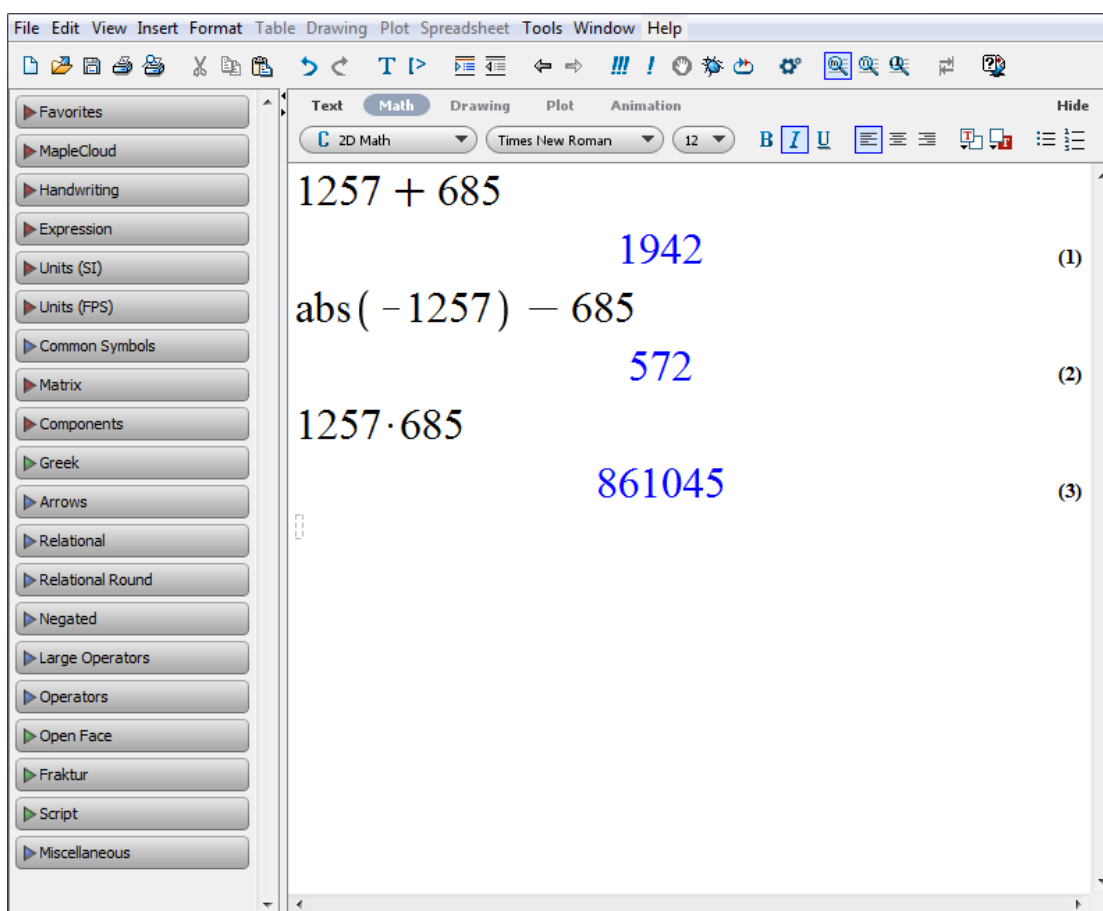 File Edit View Insert Format Table Drawing Plot Spreadsheet Tools Window Help
Favorites
MapleCloud
Handwriting
Expression
Units (SI)
Units (FPS)
Common Symbols
Matrix
Components
Greek
Arrows
Relational
Relational Round
Negated
Large Operators
Operators
Open Face
Fraktur
Script
Miscellaneous
Text Math Drawing Plot Animation Hide
C 2D Math Times New Roman 12 B I U
1257 + 685
1942 (1)
abs(-1257) - 685
572 (2)
1257·685
861045 (3)